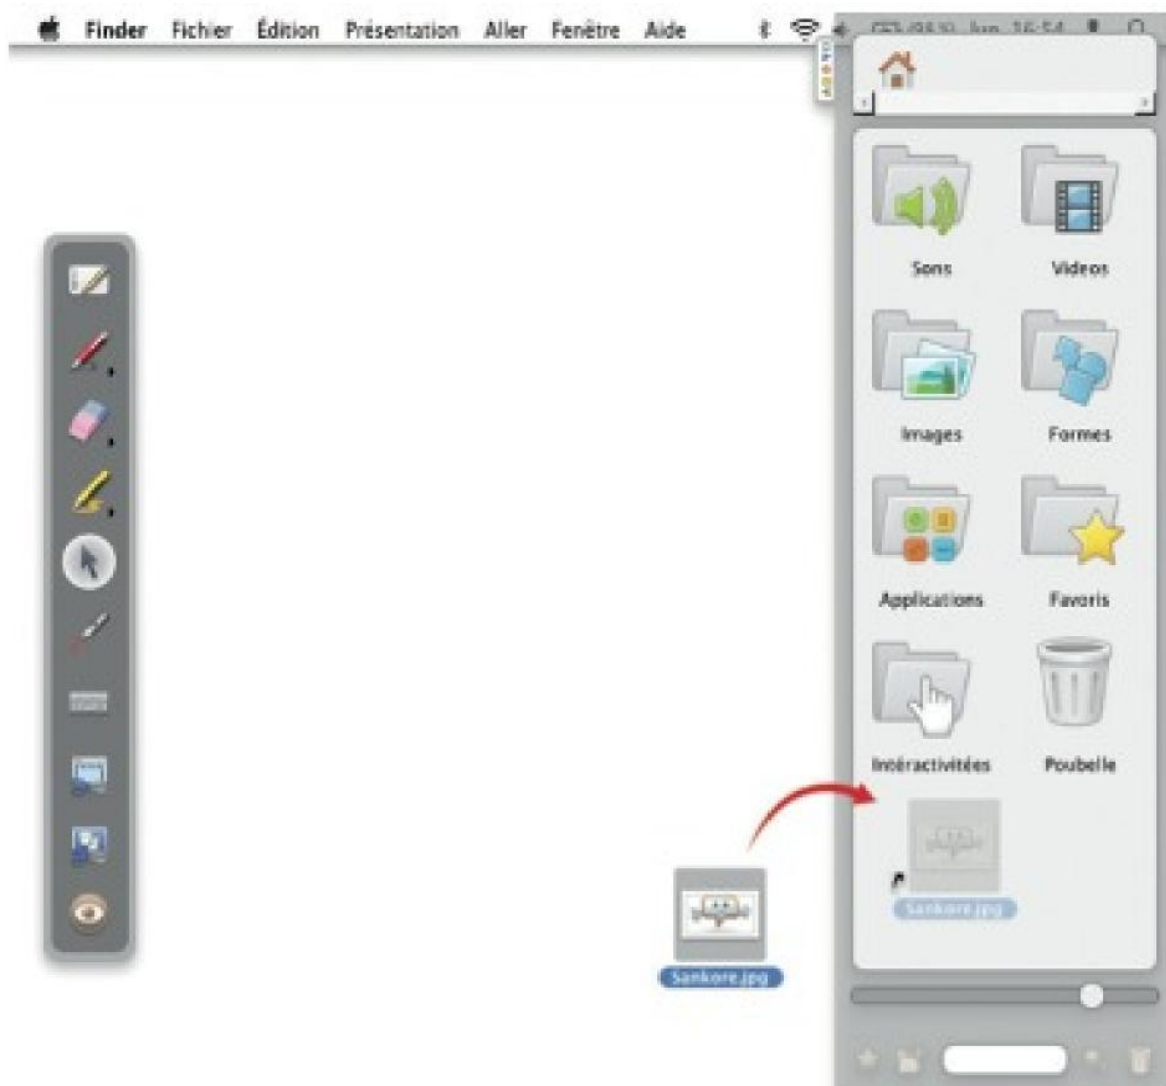 Finder Fichier Édition Présentation Aller Fenêtre Aide
Sons Videos
Images Formes
Applications Favoris
Intéractivitées Poubelle
Sankore.jpg
Sankore.jpg